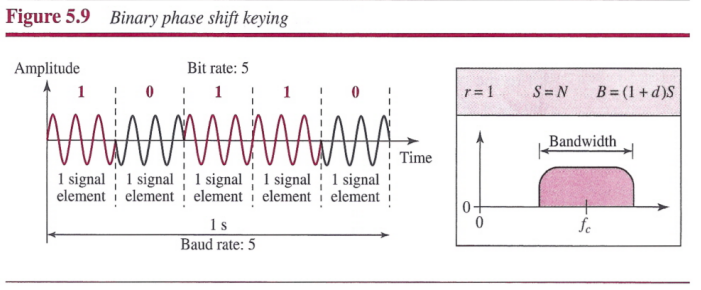 Figure 5.9 Binary phase shift keying
Amplitude
Bit rate: 5
1 0 1 1 0
Time
1 signal element
1 signal element
1 signal element
1 signal element
1 signal element
1 s
Baud rate: 5
r = 1 S = N B = (1 + d)S
Bandwidth
0
0
fc